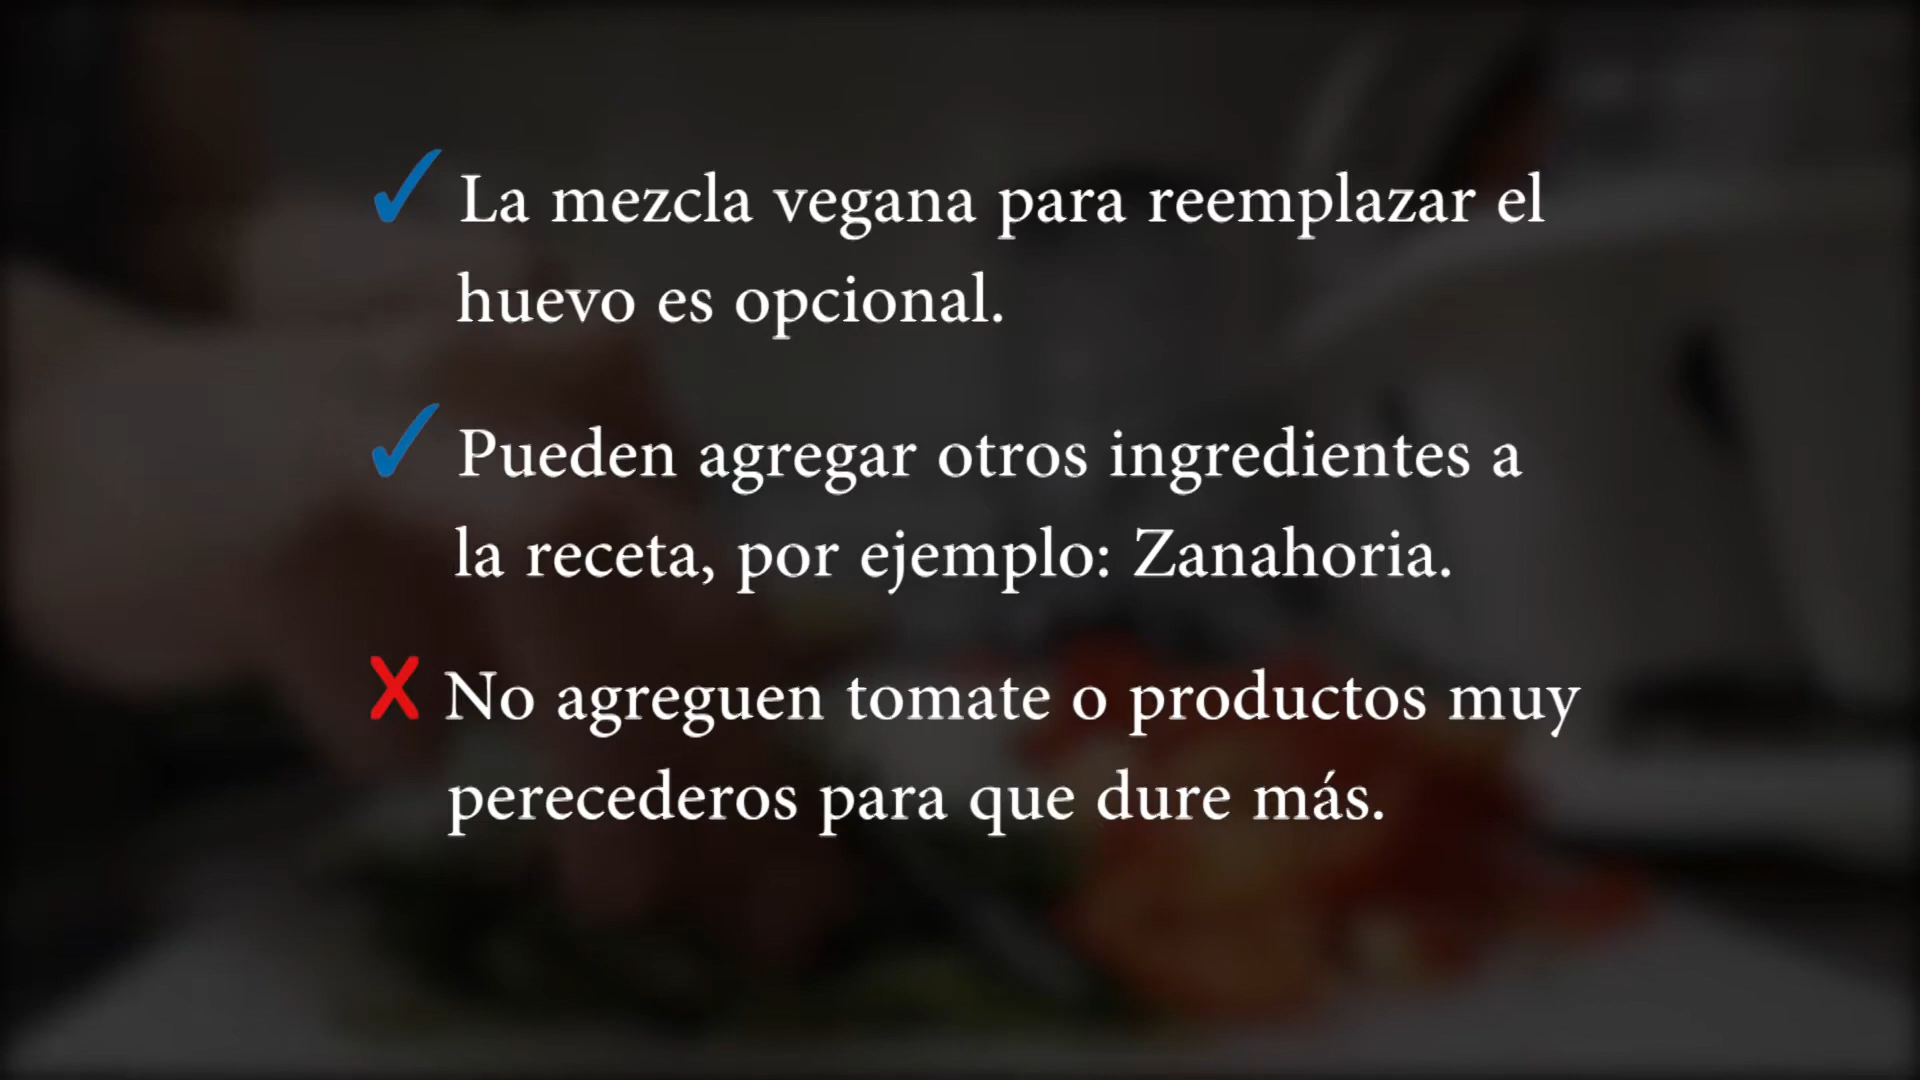 ✓ La mezcla vegana para reemplazar el
huevo es opcional.
✓ Pueden agregar otros ingredientes a
la receta, por ejemplo: Zanahoria.
X No agreguen tomate o productos muy
perecederos para que dure más.